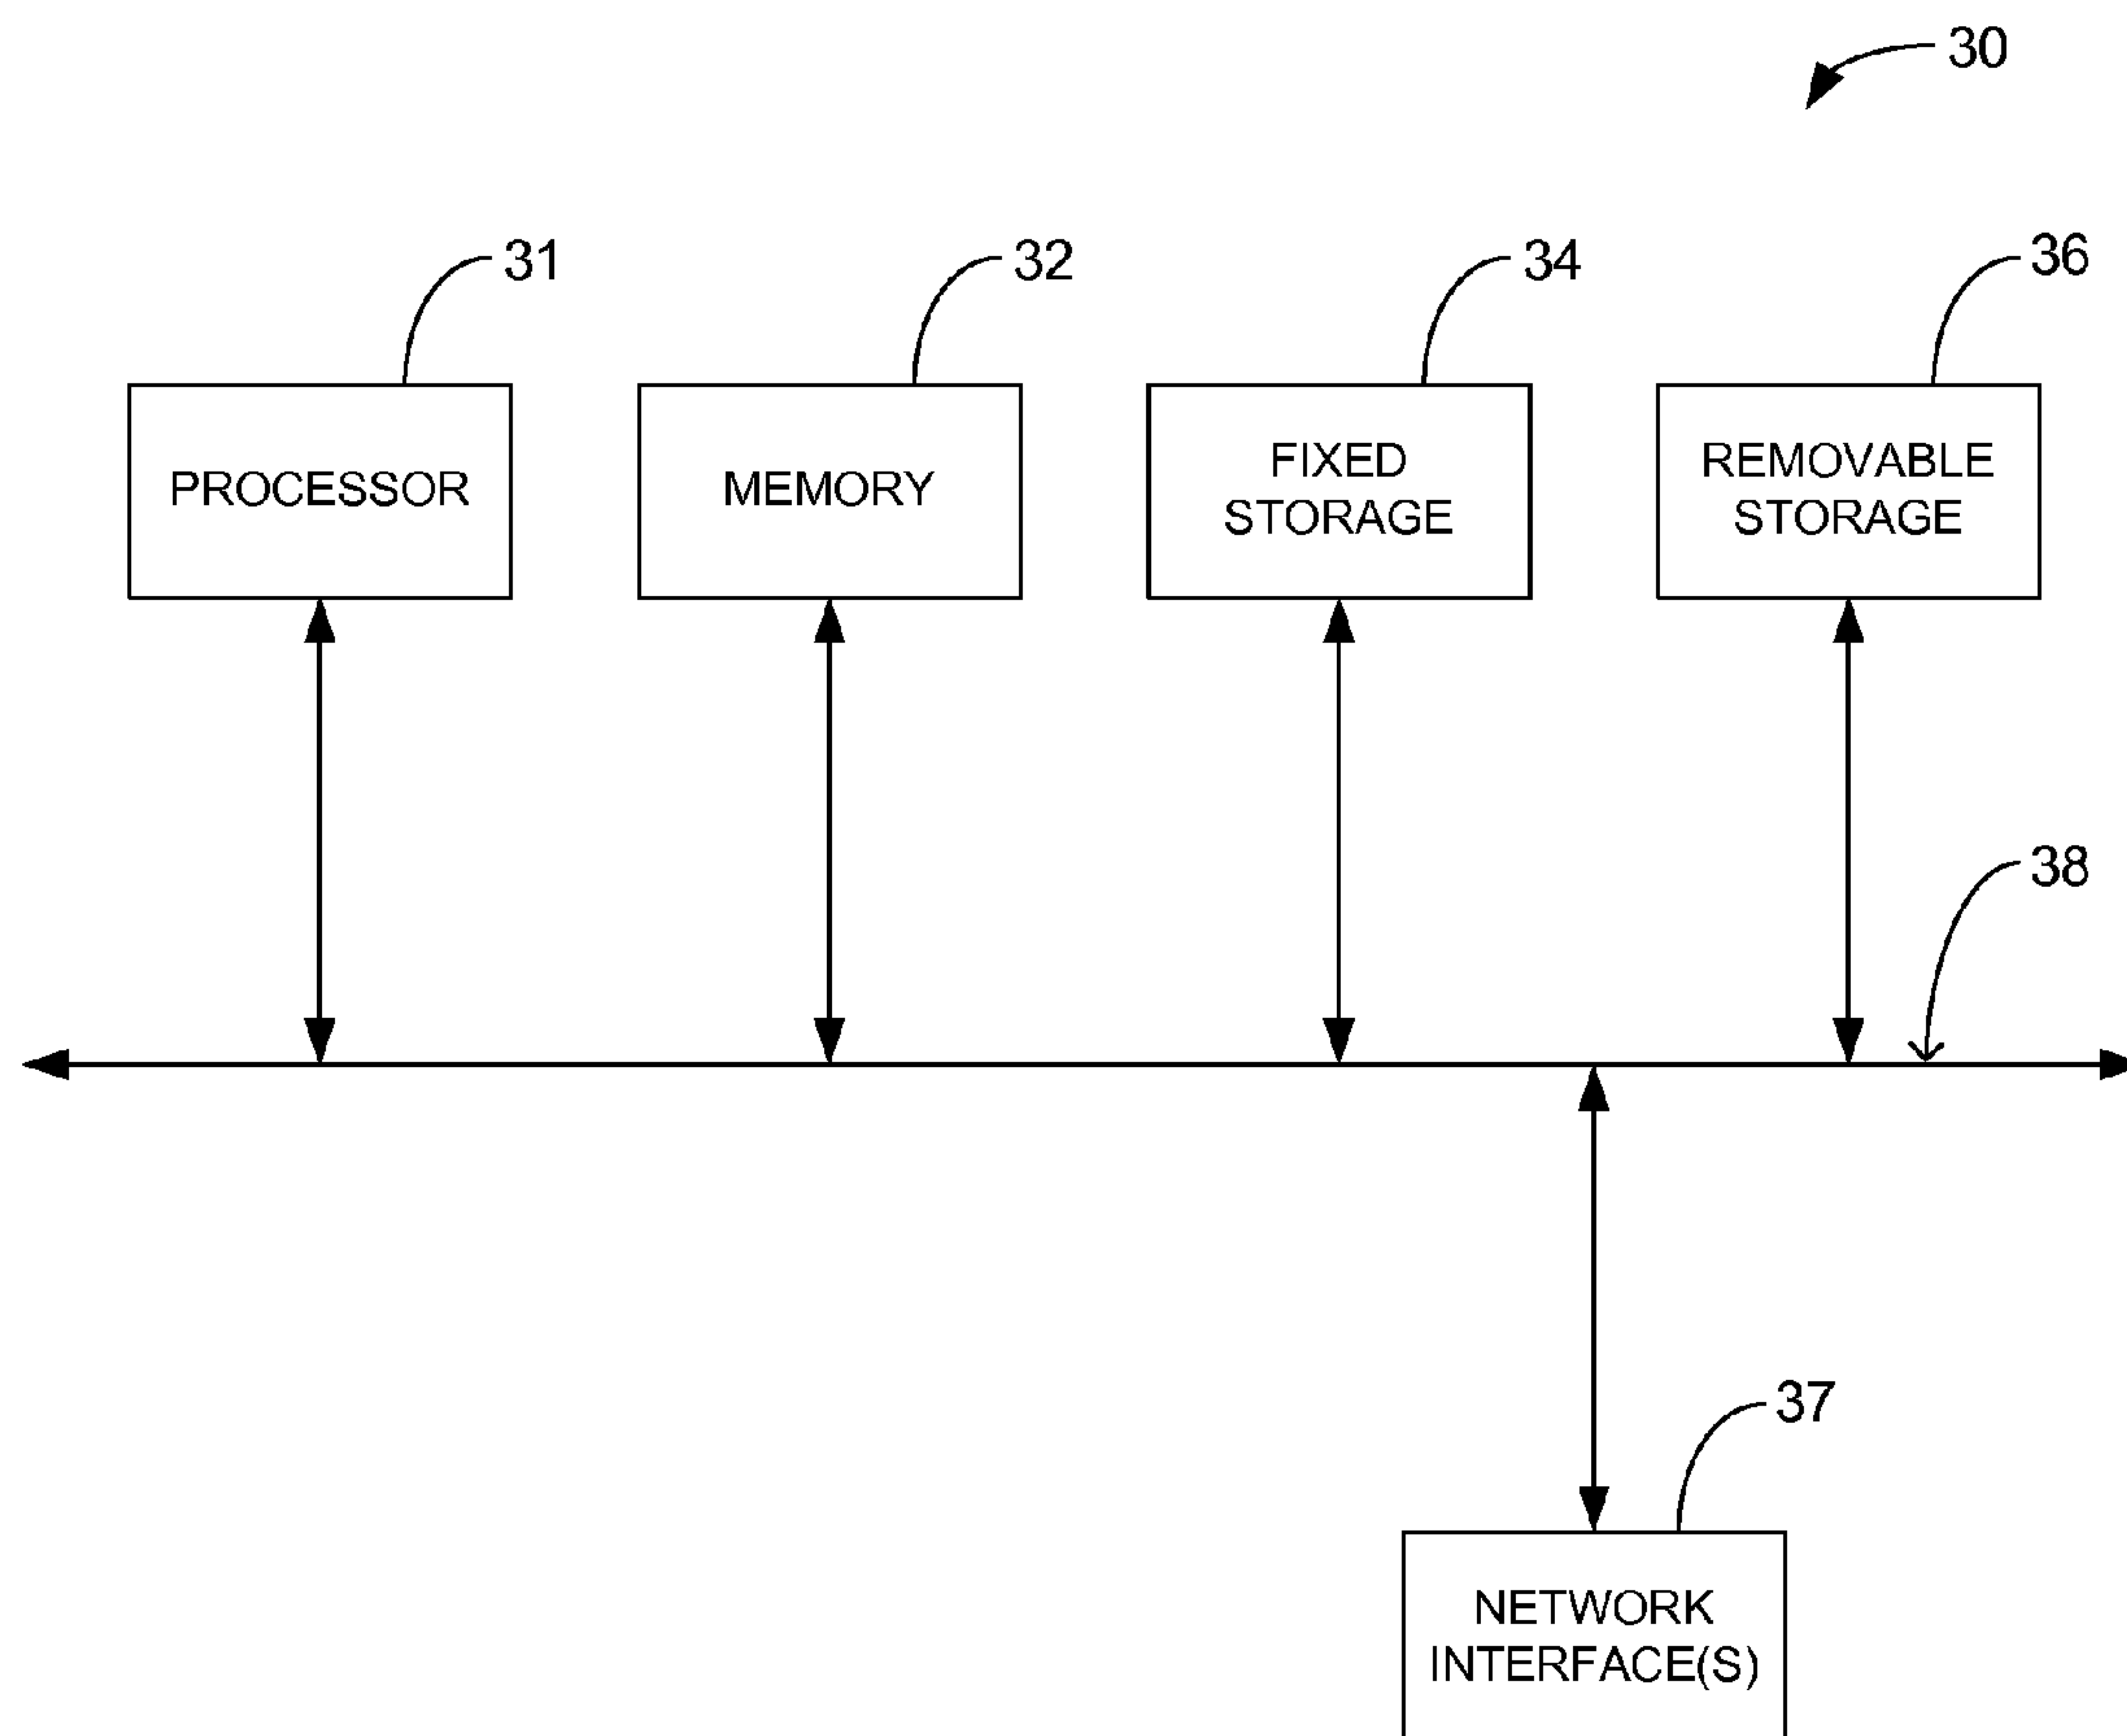 30
31
32
34
36
PROCESSOR
MEMORY
FIXED
STORAGE
REMOVABLE
STORAGE
38
37
NETWORK
INTERFACE(S)